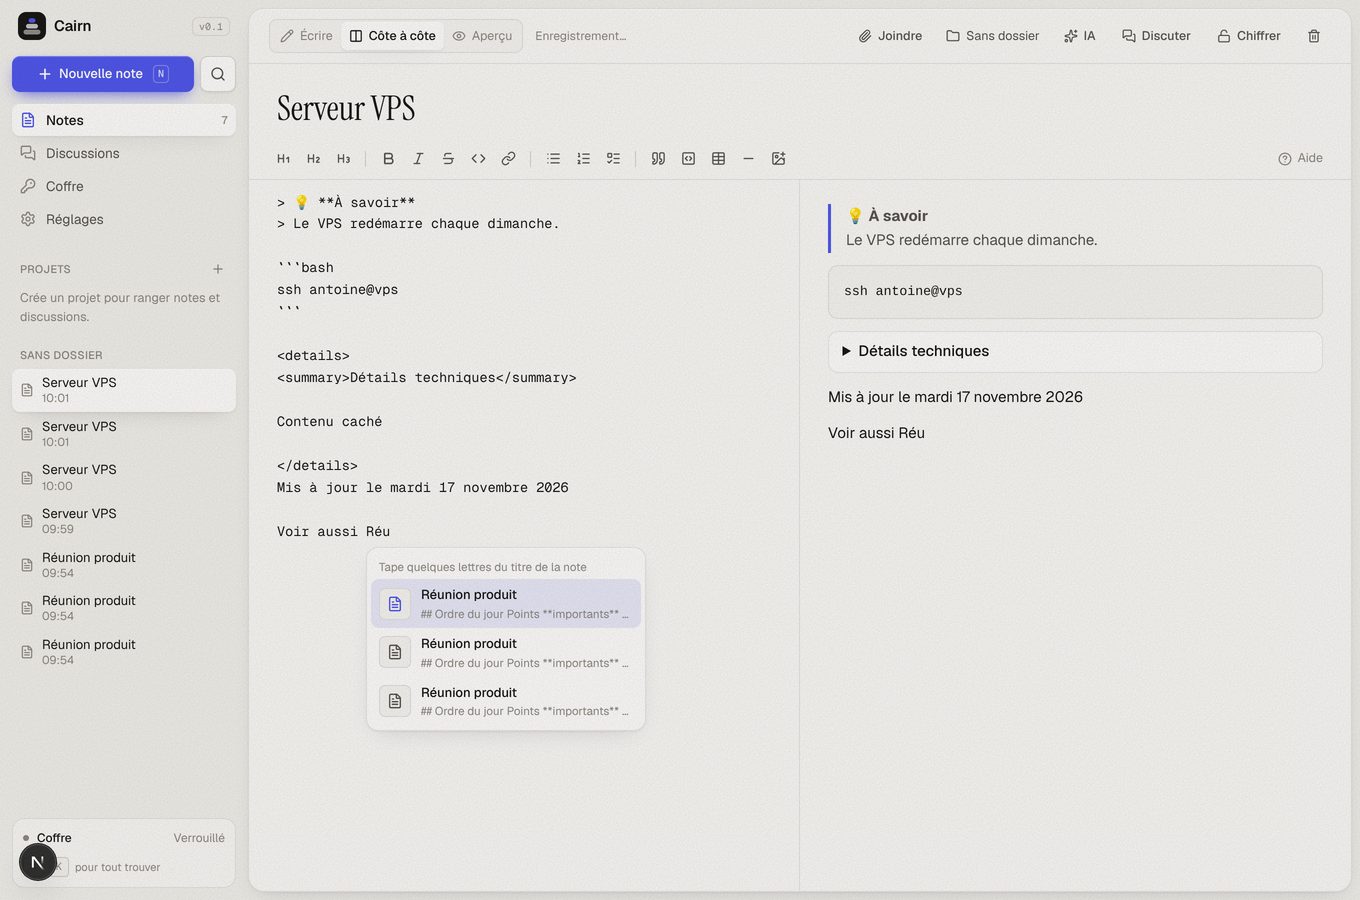 Cairn
v0.1
Nouvelle note N
Notes 7
Discussions
Coffre
Réglages
PROJETS
Crée un projet pour ranger notes et
discussions.
SANS DOSSIER
Serveur VPS
10:01
Serveur VPS
10:01
Serveur VPS
10:00
Serveur VPS
09:59
Réunion produit
09:54
Réunion produit
09:54
Réunion produit
09:54
Coffre Verrouillé
N K pour tout trouver
Écrire Côte à côte Aperçu Enregistrement…
Joindre Sans dossier IA Discuter Chiffrer
Serveur VPS
H1 H2 H3 B I S Aide
> 💡 **À savoir**
> Le VPS redémarre chaque dimanche.
```bash
ssh antoine@vps
```
<details>
<summary>Détails techniques</summary>
Contenu caché
</details>
Mis à jour le mardi 17 novembre 2026
Voir aussi Réu
Tape quelques lettres du titre de la note
Réunion produit
## Ordre du jour Points **importants** …
Réunion produit
## Ordre du jour Points **importants** …
Réunion produit
## Ordre du jour Points **importants** …
💡 À savoir
Le VPS redémarre chaque dimanche.
ssh antoine@vps
Détails techniques
Mis à jour le mardi 17 novembre 2026
Voir aussi Réu